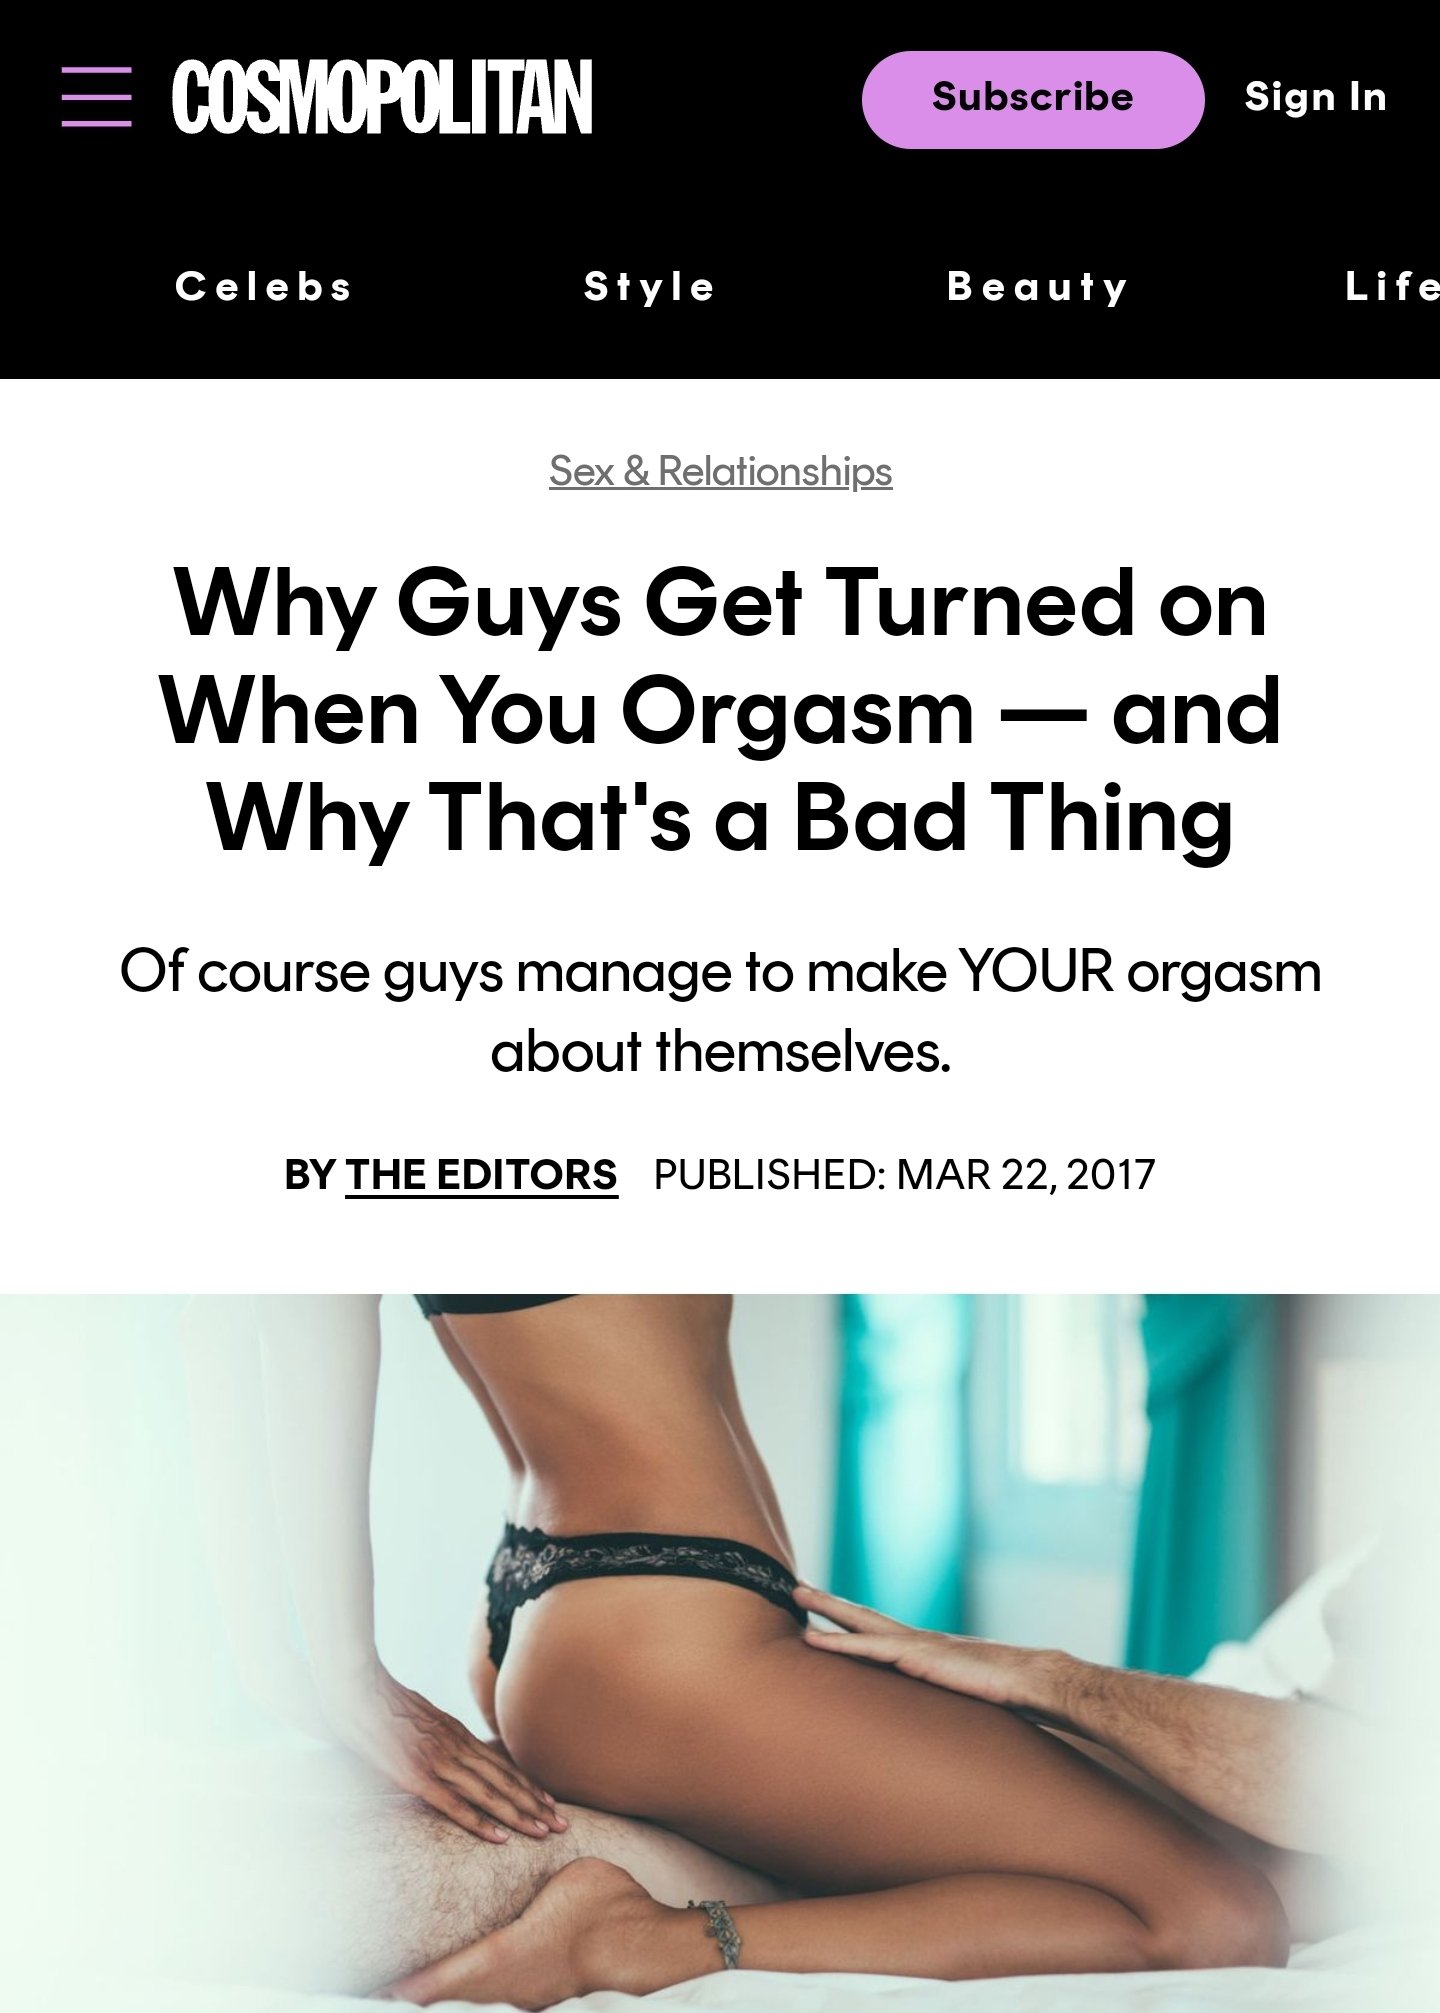 COSMOPOLITAN
Subscribe
Sign In
Celebs
Style
Beauty
Life
Sex & Relationships
Why Guys Get Turned on
When You Orgasm — and
Why That's a Bad Thing
Of course guys manage to make YOUR orgasm
about themselves.
BY THE EDITORS PUBLISHED: MAR 22, 2017